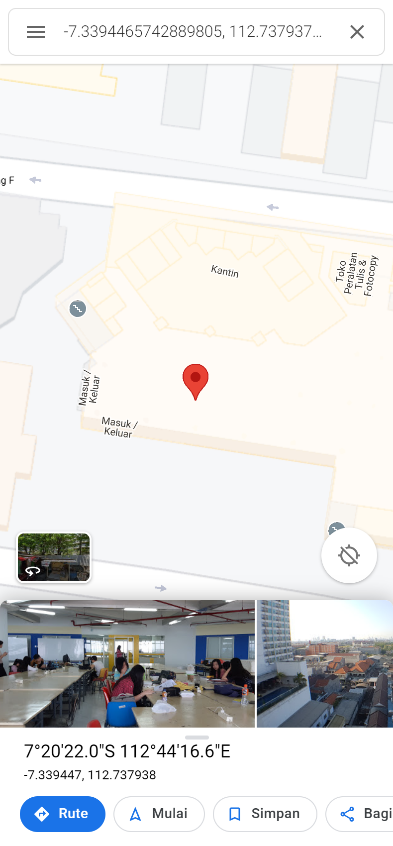 -7.3394465742889805, 112.737937...
ng F
Kantin
Toko
Peralatan
Tulis &
Fotocopy
Masuk /
Keluar
Masuk /
Keluar
7°20'22.0"S 112°44'16.6"E
-7.339447, 112.737938
Rute
Mulai
Simpan
Bagi